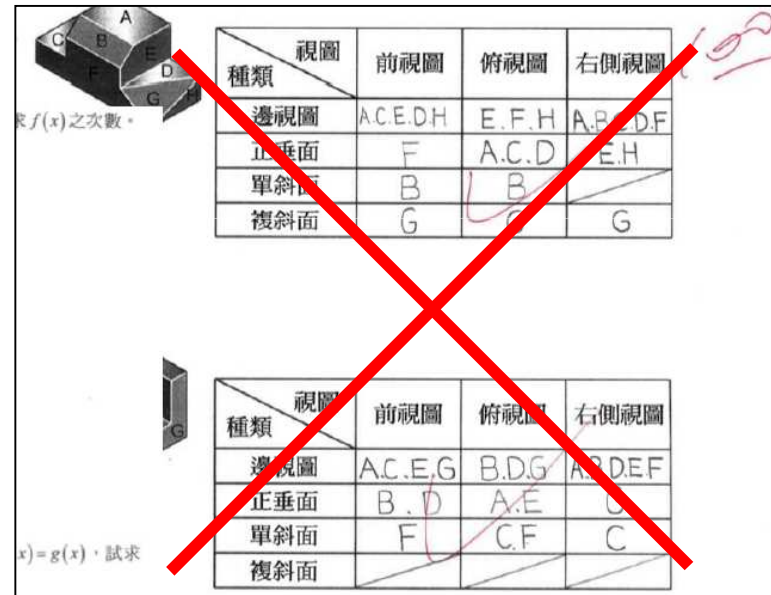 A
C B E
F D
G H
求 f(x) 之次數。
種類 視圖 前視圖 俯視圖 右側視圖
邊視圖 A.C.E.D.H E.F.H A.B.C.D.F
正垂面 F A.C.D E.H
單斜面 B B
複斜面 G G
G
種類 視圖 前視圖 俯視圖 右側視圖
邊視圖 A.C.E.G B.D.G A.B.D.E.F
正垂面 B.D A.E
單斜面 F C.F C
x)=g(x)，試求
複斜面